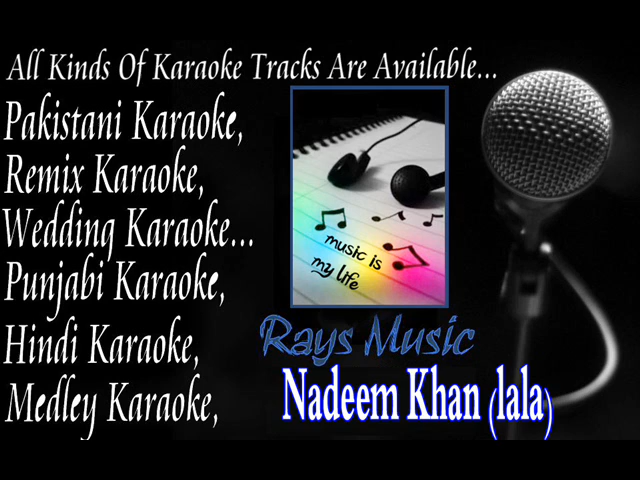 All Kinds Of Karaoke Tracks Are Available...
Pakistani Karaoke,
Remix Karaoke,
Wedding Karaoke...
Punjabi Karaoke,
Hindi Karaoke,
Medley Karaoke,
music is
my life
Rays Music
Nadeem Khan (lala)